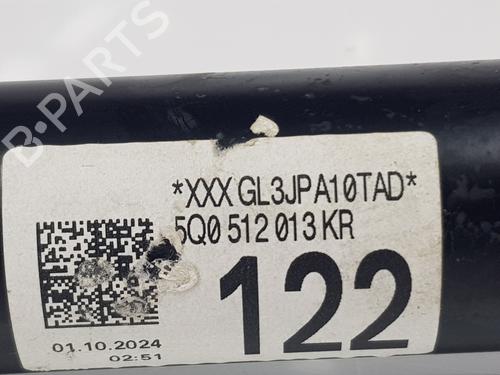 B-PARTS
*XXX GL3JPA10TAD*
5Q0 512 013 KR
122
01.10.2024
02:51